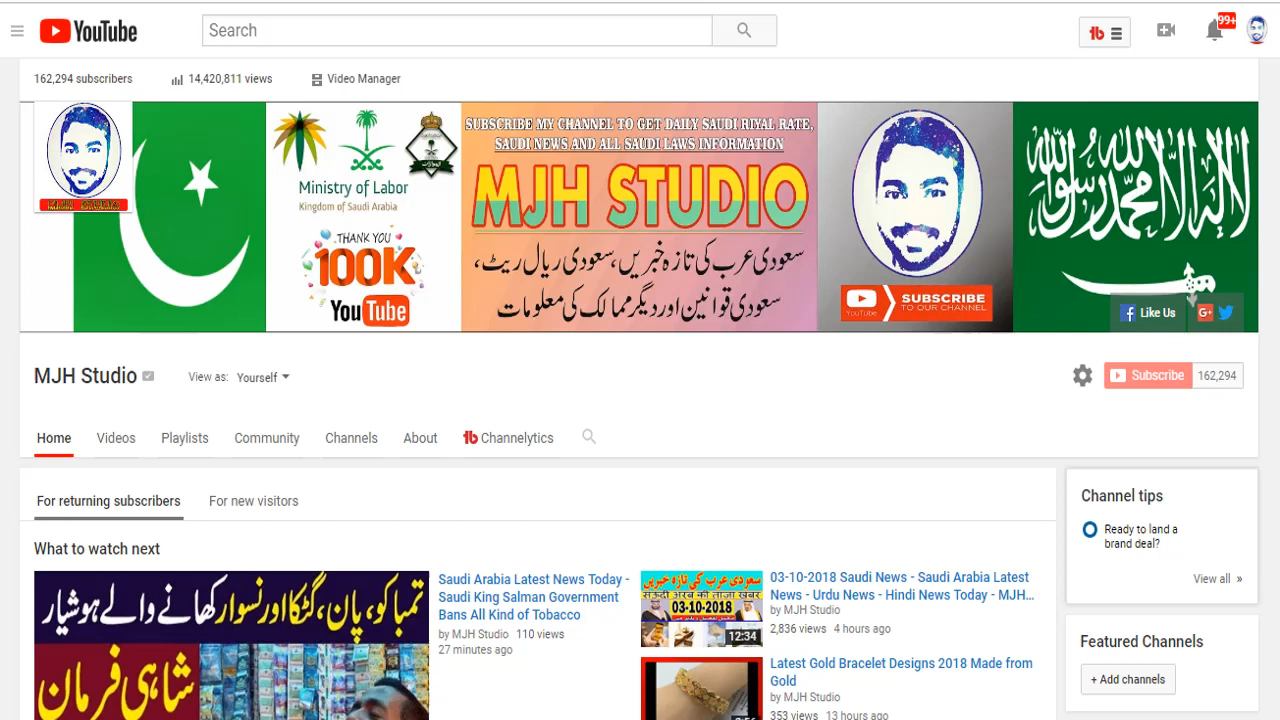 YouTube
Search
99+
162,294 subscribers
14,420,811 views
Video Manager
MJH STUDIO
Ministry of Labor
Kingdom of Saudi Arabia
THANK YOU
100K
YouTube
SUBSCRIBE MY CHANNEL TO GET DAILY SAUDI RIYAL RATE,
SAUDI NEWS AND ALL SAUDI LAWS INFORMATION
MJH STUDIO
سعودی عرب کی تازہ خبریں، سعودی ریال ریٹ،
سعودی قوانین اور دیگر ممالک کی معلومات
YouTube
SUBSCRIBE
TO OUR CHANNEL
لا اله الا الله محمد رسول الله
Like Us
G+
MJH Studio
View as: Yourself
Subscribe 162,294
Home
Videos
Playlists
Community
Channels
About
Channelytics
For returning subscribers
For new visitors
What to watch next
تمباکو، پان، گٹکا اور نسوار کھانے والے ہوشیار
شاہی فرمان
Saudi Arabia Latest News Today -
Saudi King Salman Government
Bans All Kind of Tobacco
by MJH Studio 110 views
27 minutes ago
سعودی عرب کی تازہ خبریں
सऊदी अरब की ताज़ा ख़बर
03-10-2018
12:34
03-10-2018 Saudi News - Saudi Arabia Latest
News - Urdu News - Hindi News Today - MJH...
by MJH Studio
2,836 views 4 hours ago
Latest Gold Bracelet Designs 2018 Made from
Gold
by MJH Studio
353 views 13 hours ago
Channel tips
Ready to land a
brand deal?
View all »
Featured Channels
+ Add channels